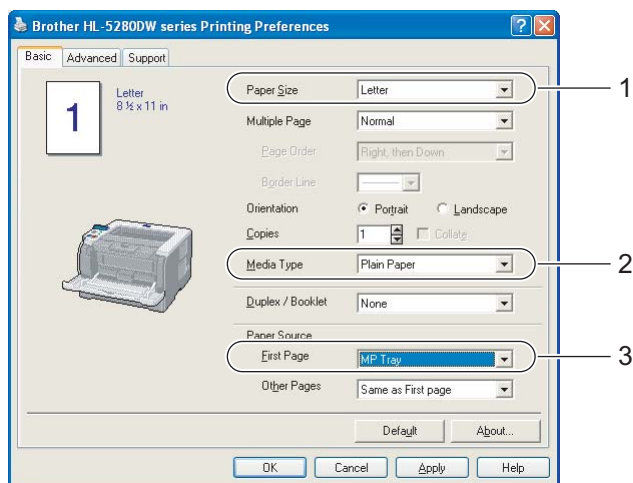 Brother HL-5280DW series Printing Preferences
Basic Advanced Support
1
Letter
8 ½ x 11 in
Paper Size Letter 1
Multiple Page Normal
Page Order Right, then Down
Border Line
Orientation Portrait Landscape
Copies 1 Collate
Media Type Plain Paper 2
Duplex / Booklet None
Paper Source
First Page MP Tray 3
Other Pages Same as First page
Default About...
OK Cancel Apply Help